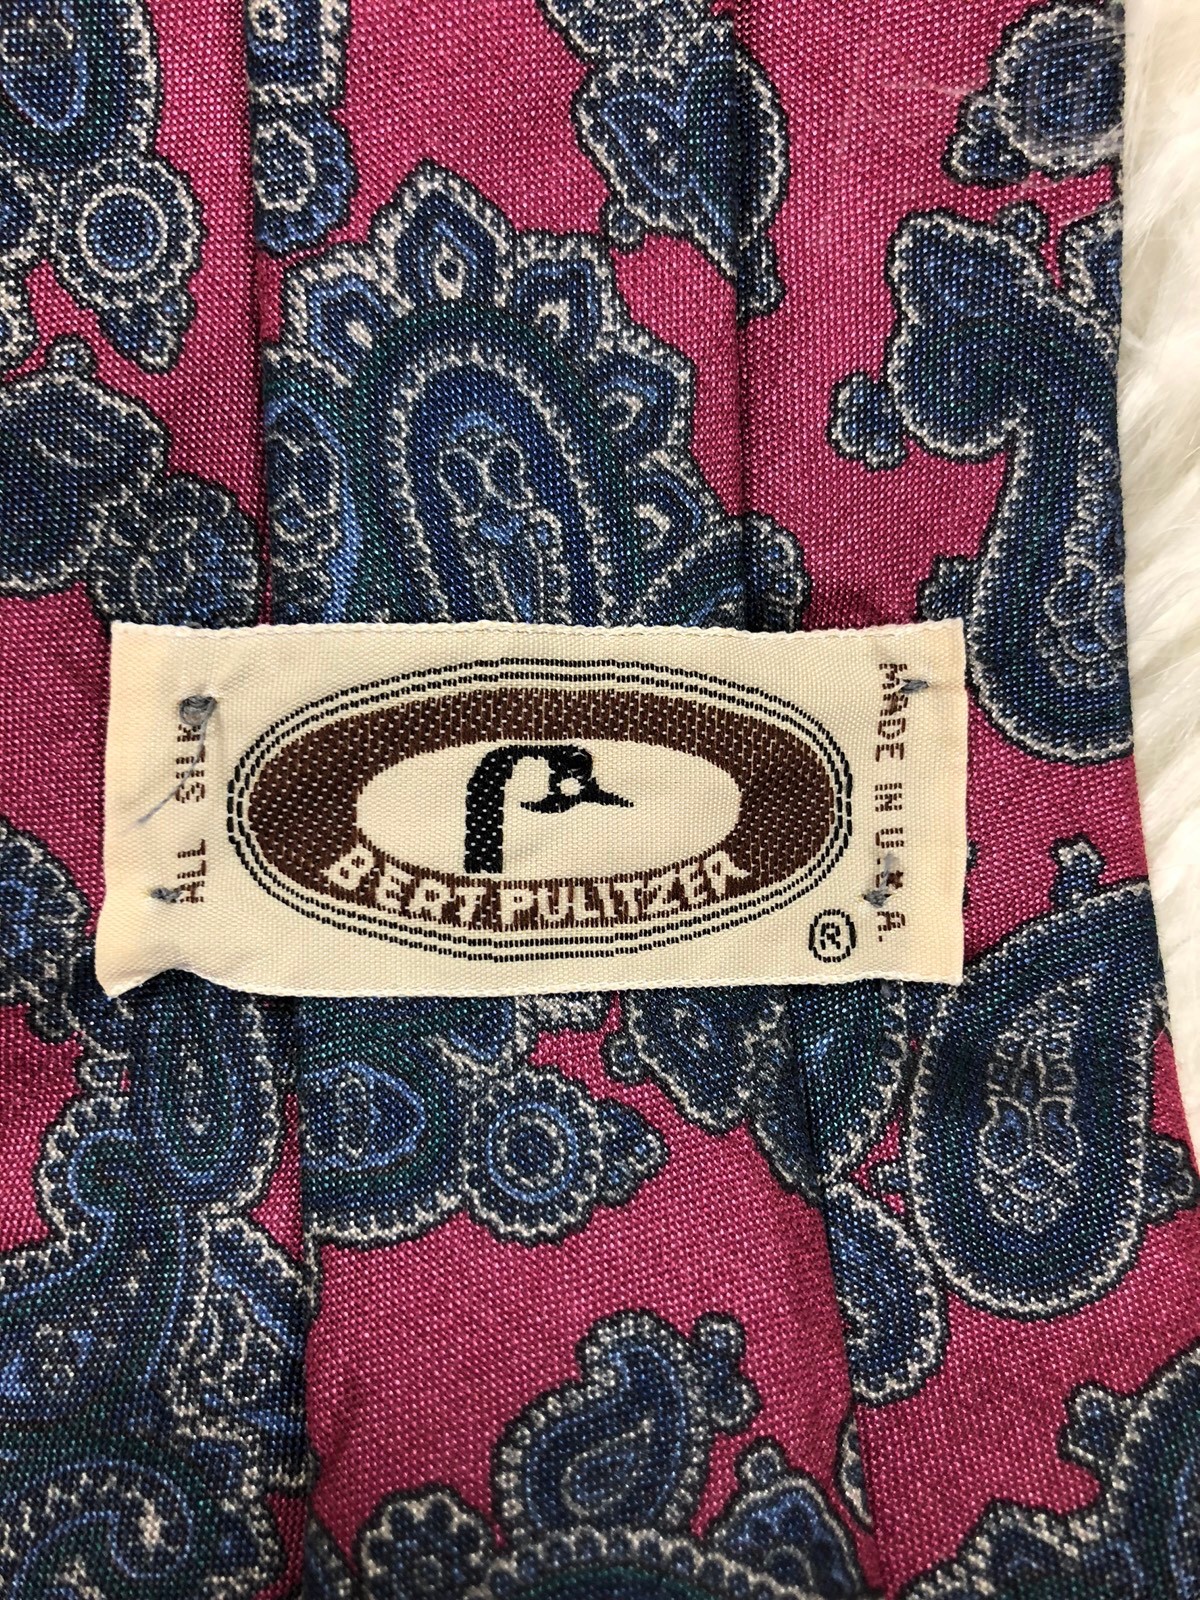 ALL SILK
BERT PULITZER
®
MADE IN U.S.A.